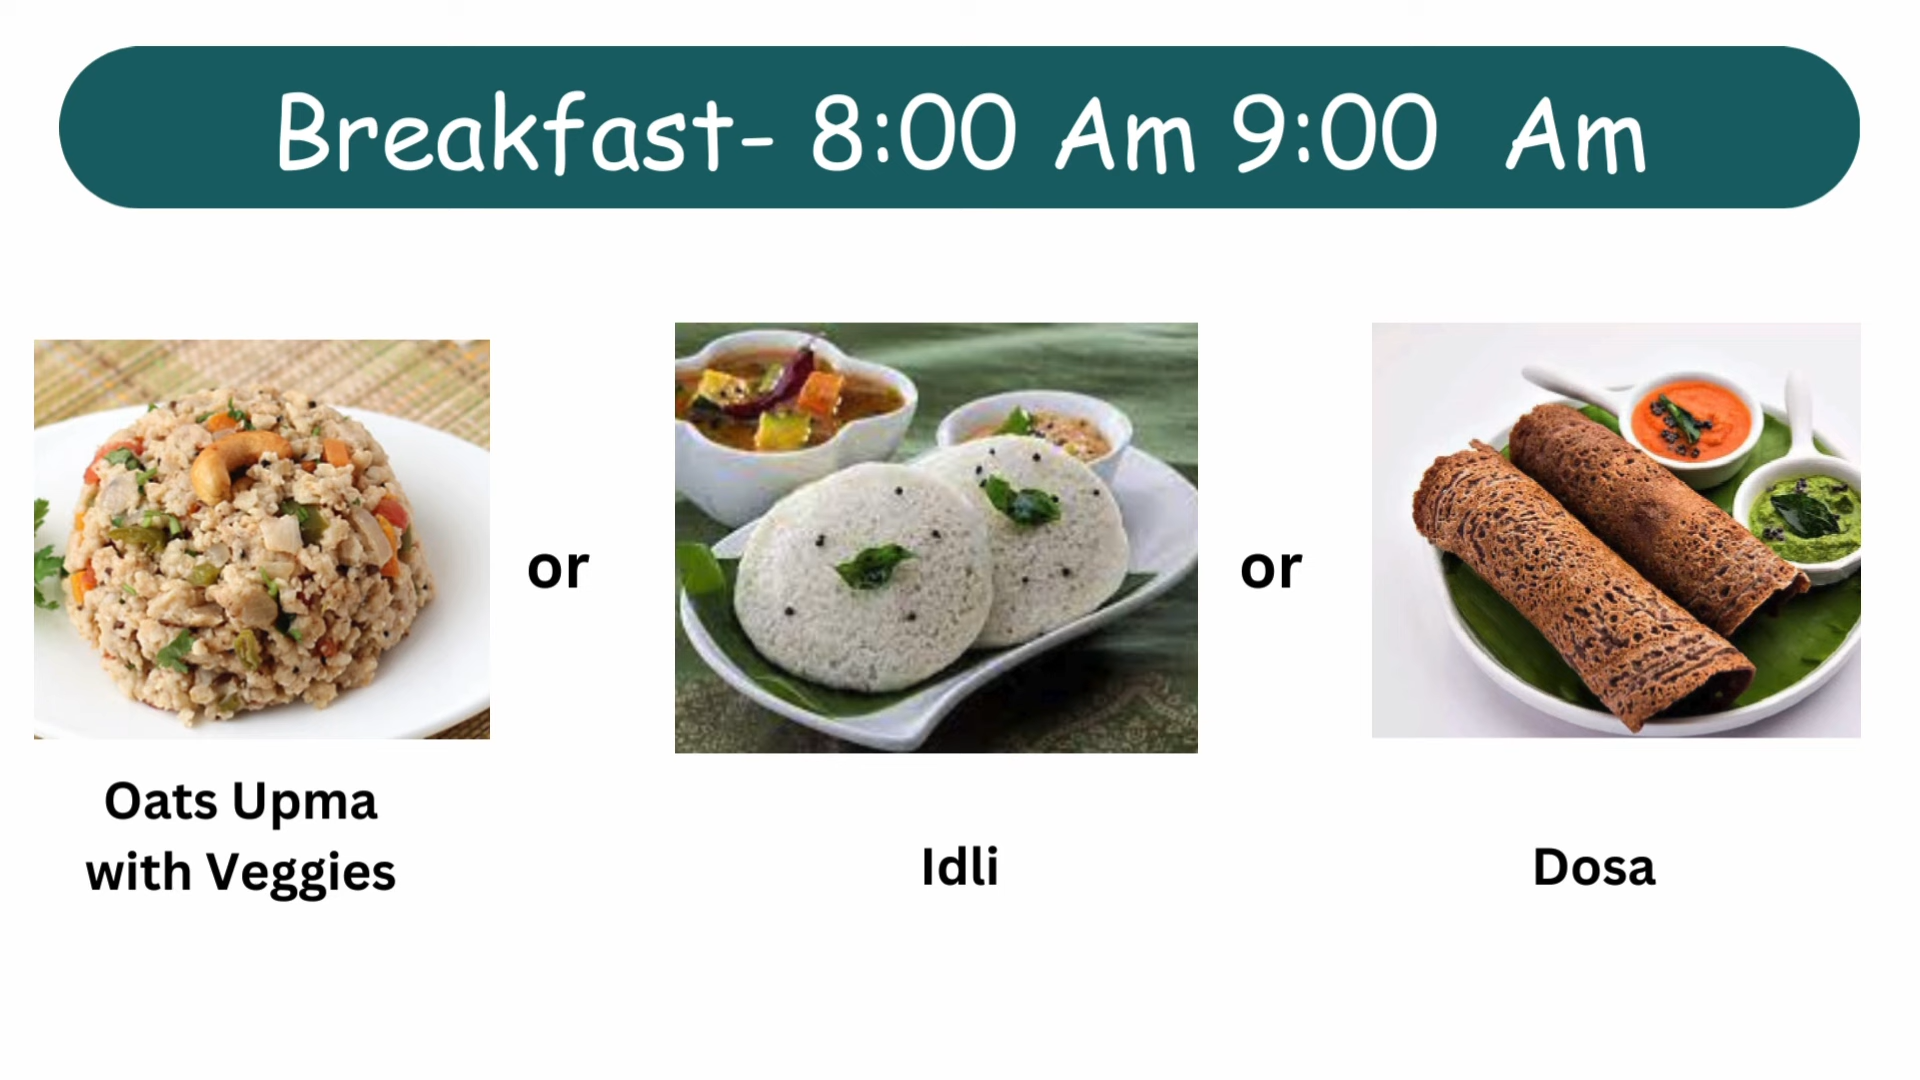 Breakfast- 8:00 Am 9:00 Am
or
or
Oats Upma
with Veggies
Idli
Dosa